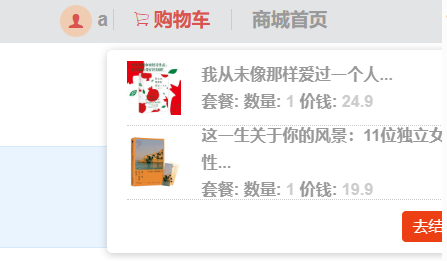 a 购物车 商城首页
我从未像那样爱过一个人...
套餐: 数量: 1 价钱: 24.9
这一生关于你的风景：11位独立女
性...
套餐: 数量: 1 价钱: 19.9
去结